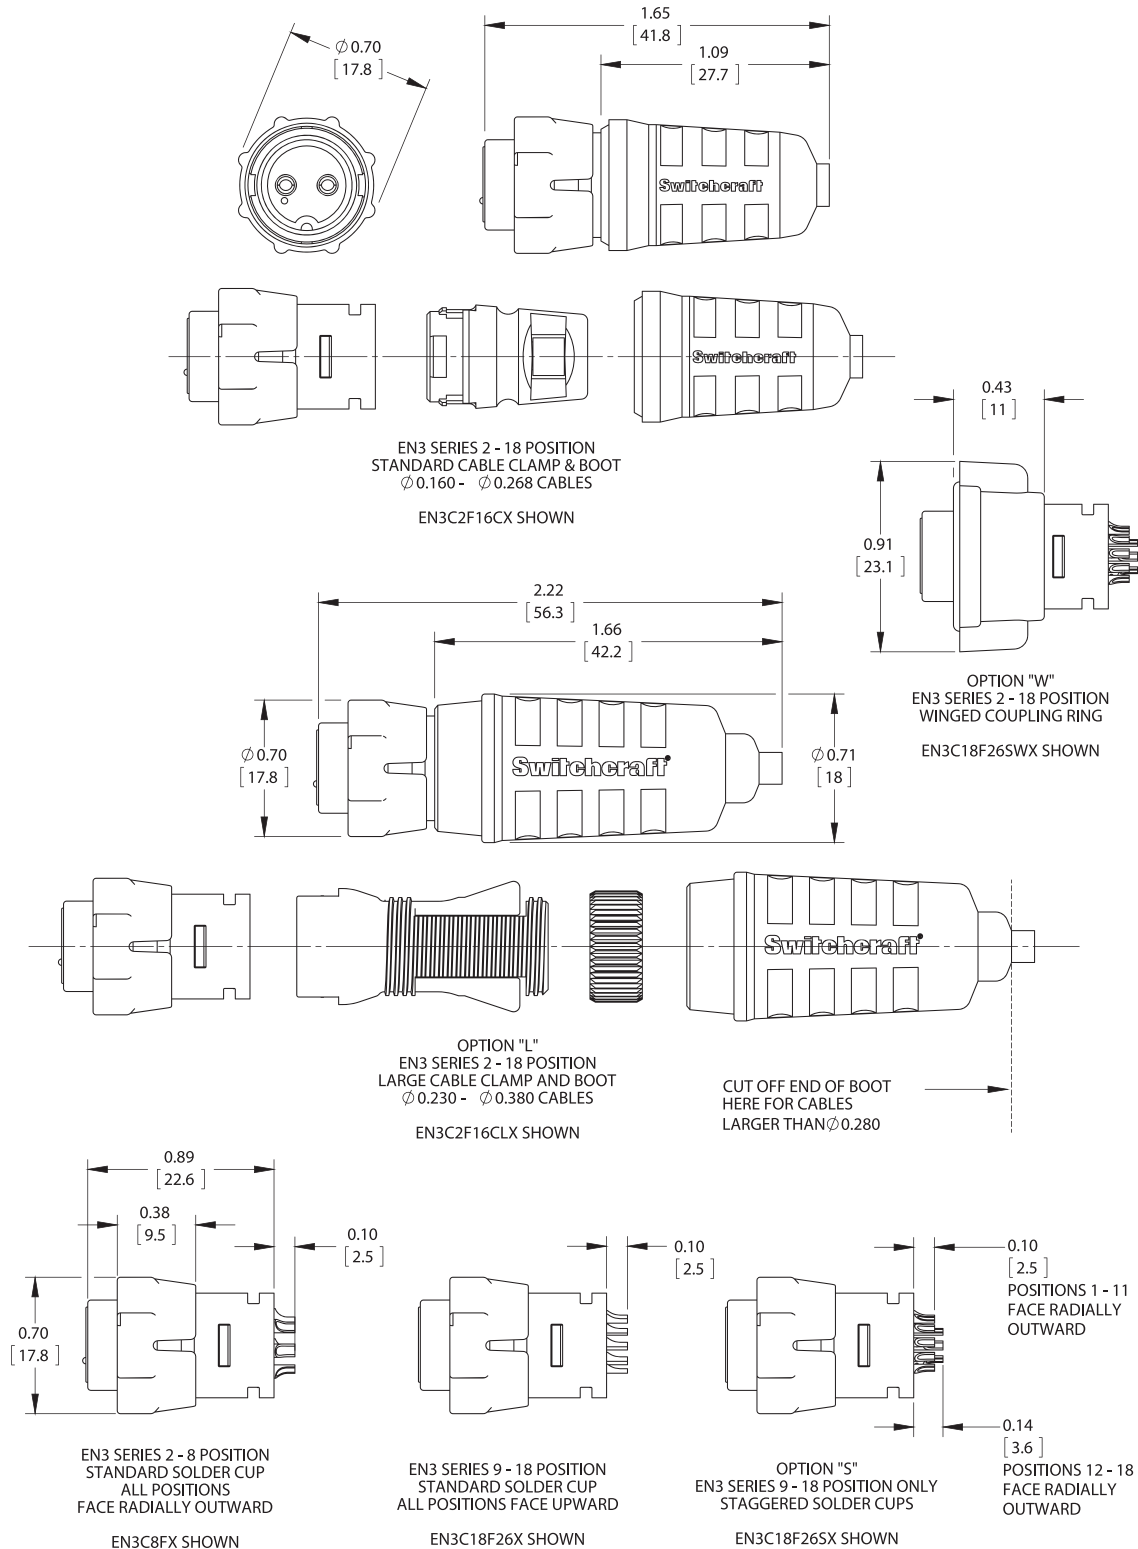 1.65
[41.8]
Ø0.70
[17.8]
1.09
[27.7]
Switchcraft
Switchcraft
EN3 SERIES 2 - 18 POSITION
STANDARD CABLE CLAMP & BOOT
Ø 0.160 - Ø 0.268 CABLES
EN3C2F16CX SHOWN
0.43
[11]
0.91
[23.1]
OPTION "W"
EN3 SERIES 2 - 18 POSITION
WINGED COUPLING RING
EN3C18F26SWX SHOWN
2.22
[56.3]
1.66
[42.2]
Ø0.70
[17.8]
Switchcraft®
Ø0.71
[18]
Switchcraft®
OPTION "L"
EN3 SERIES 2 - 18 POSITION
LARGE CABLE CLAMP AND BOOT
Ø 0.230 - Ø 0.380 CABLES
EN3C2F16CLX SHOWN
CUT OFF END OF BOOT
HERE FOR CABLES
LARGER THAN Ø 0.280
0.89
[22.6]
0.38
[9.5]
0.10
[2.5]
0.70
[17.8]
EN3 SERIES 2 - 8 POSITION
STANDARD SOLDER CUP
ALL POSITIONS
FACE RADIALLY OUTWARD
EN3C8FX SHOWN
0.10
[2.5]
EN3 SERIES 9 - 18 POSITION
STANDARD SOLDER CUP
ALL POSITIONS FACE UPWARD
EN3C18F26X SHOWN
0.10
[2.5]
POSITIONS 1 - 11
FACE RADIALLY
OUTWARD
0.14
[3.6]
POSITIONS 12 - 18
FACE RADIALLY
OUTWARD
OPTION "S"
EN3 SERIES 9 - 18 POSITION ONLY
STAGGERED SOLDER CUPS
EN3C18F26SX SHOWN